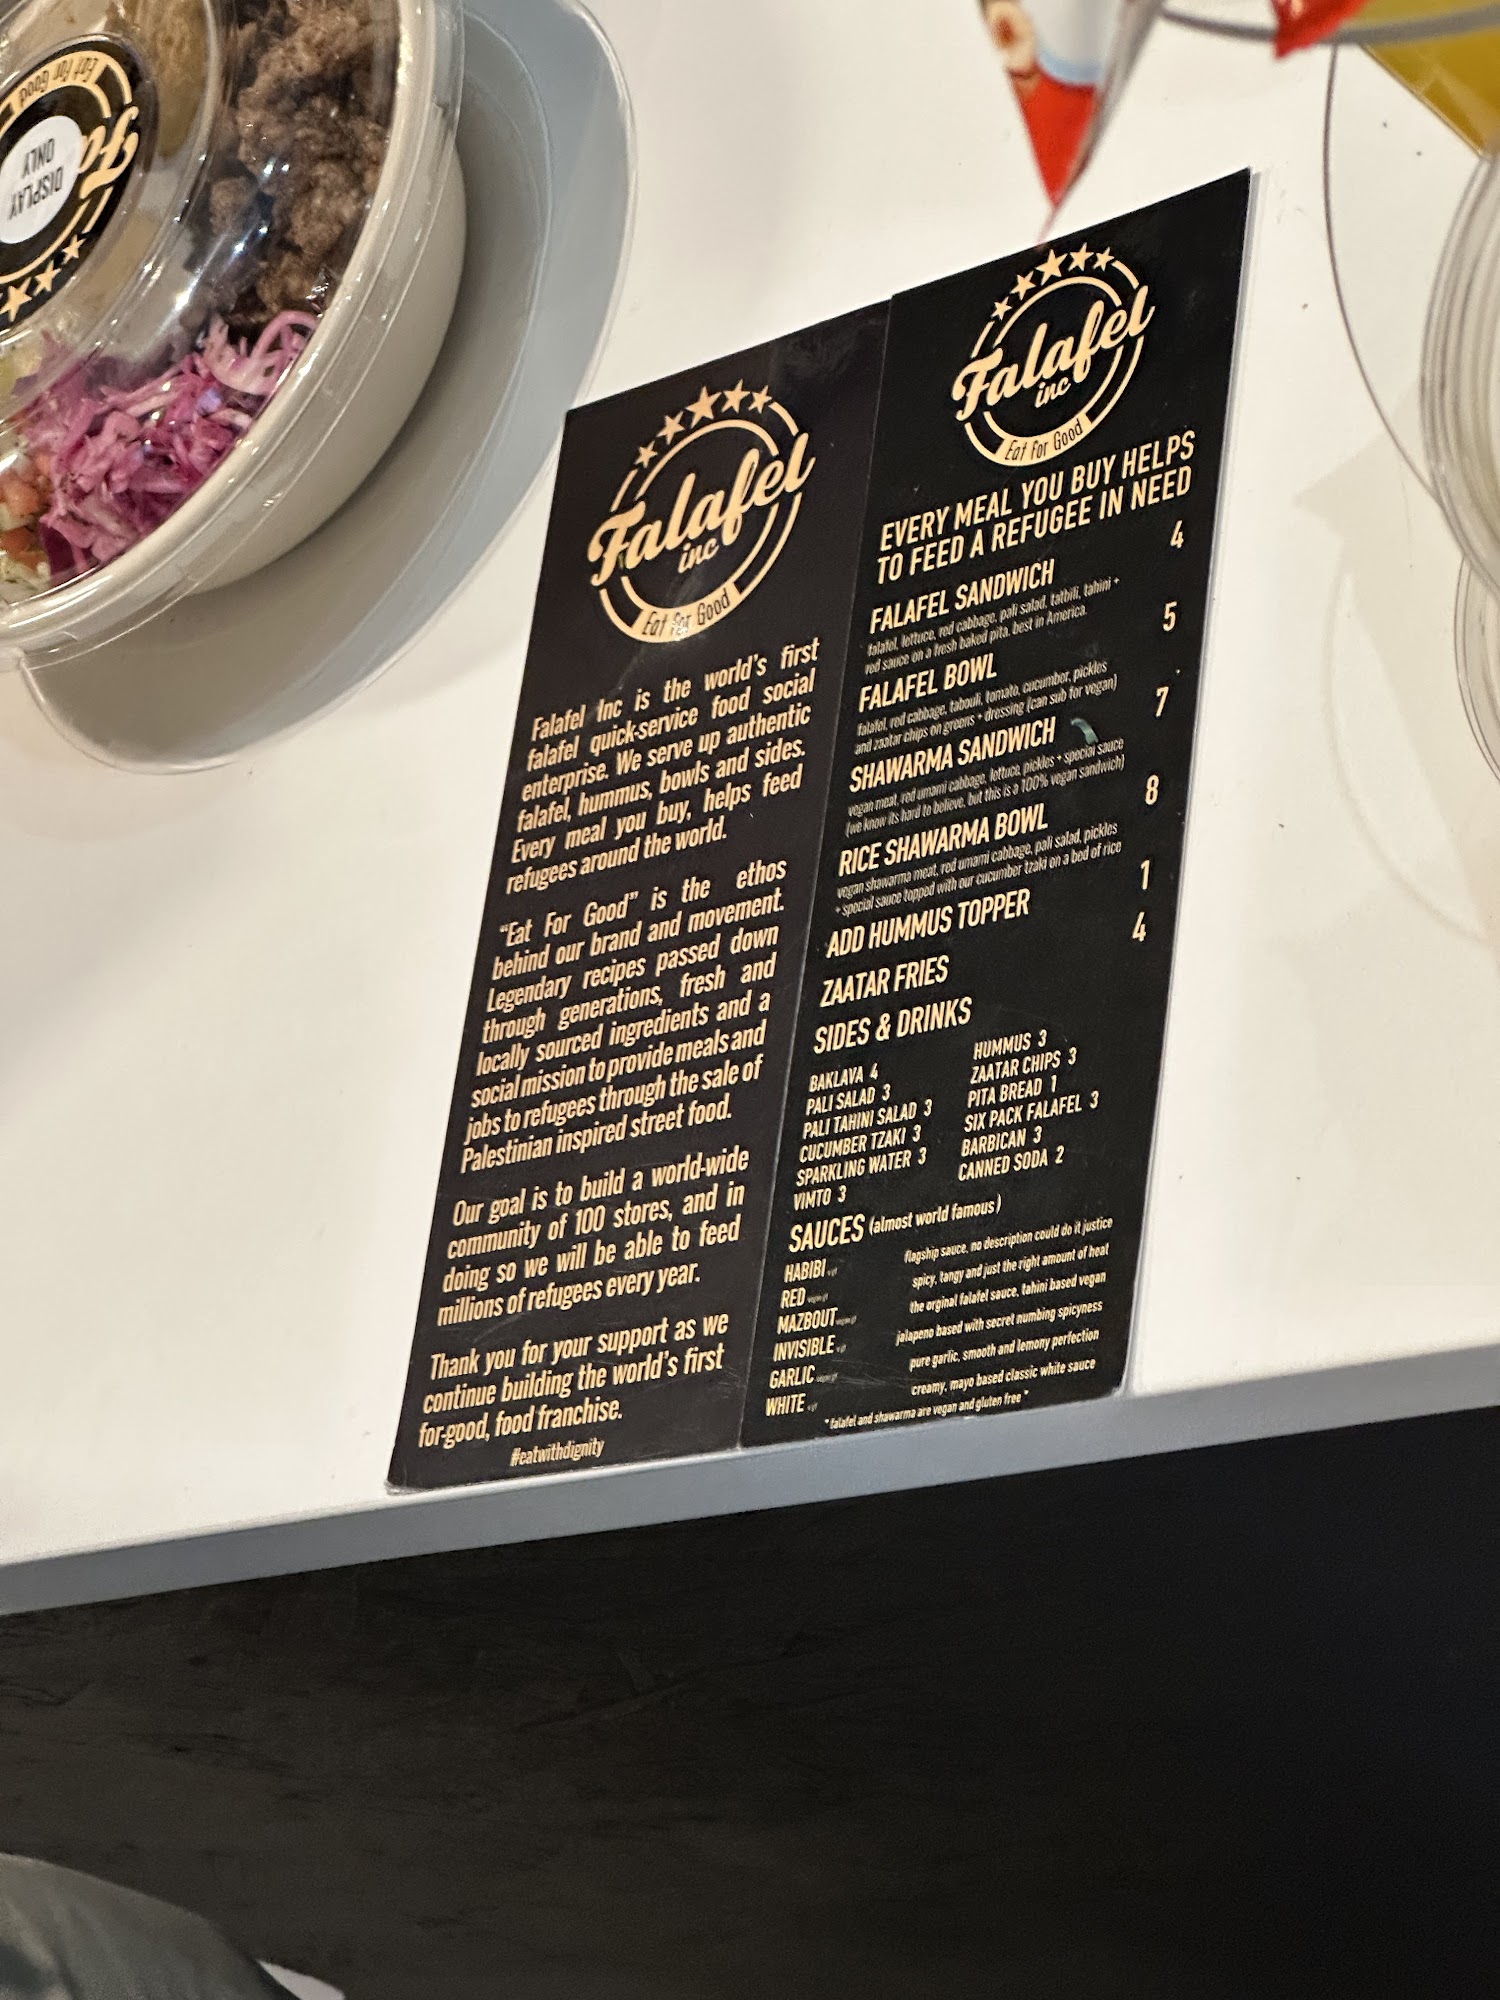 Eat for Good
Fa
DISPLAY
ONLY
Falafel
inc
Eat for Good
Falafel Inc is the world's first
falafel quick-service food social
enterprise. We serve up authentic
falafel, hummus, bowls and sides.
Every meal you buy, helps feed
refugees around the world.
"Eat For Good" is the ethos
behind our brand and movement.
Legendary recipes passed down
through generations, fresh and
locally sourced ingredients and a
social mission to provide meals and
jobs to refugees through the sale of
Palestinian inspired street food.
Our goal is to build a world-wide
community of 100 stores, and in
doing so we will be able to feed
millions of refugees every year.
Thank you for your support as we
continue building the world's first
for-good, food franchise.
#eatwithdignity
Falafel
inc
Eat for Good
EVERY MEAL YOU BUY HELPS
TO FEED A REFUGEE IN NEED
FALAFEL SANDWICH 4
falafel, lettuce, red cabbage, pali salad, tatbili, tahini +
red sauce on a fresh baked pita, best in America.
FALAFEL BOWL 5
falafel, red cabbage, tabouli, tomato, cucumber, pickles
and zaatar chips on greens + dressing (can sub for vegan)
SHAWARMA SANDWICH 7
vegan meat, red umami cabbage, lettuce, pickles + special sauce
(we know its hard to believe, but this is a 100% vegan sandwich)
RICE SHAWARMA BOWL 8
vegan shawarma meat, red umami cabbage, pali salad, pickles
+ special sauce topped with our cucumber tzaki on a bed of rice
ADD HUMMUS TOPPER 1
ZAATAR FRIES 4
SIDES & DRINKS
BAKLAVA 4
PALI SALAD 3
PALI TAHINI SALAD 3
CUCUMBER TZAKI 3
SPARKLING WATER 3
VIMTO 3
HUMMUS 3
ZAATAR CHIPS 3
PITA BREAD 1
SIX PACK FALAFEL 3
BARBICAN 3
CANNED SODA 2
SAUCES (almost world famous)
HABIBI flagship sauce, no description could do it justice
RED spicy, tangy and just the right amount of heat
MAZBOUT the orginal falafel sauce, tahini based vegan
INVISIBLE jalapeno based with secret numbing spicyness
GARLIC pure garlic, smooth and lemony perfection
WHITE creamy, mayo based classic white sauce
*falafel and shawarma are vegan and gluten free*